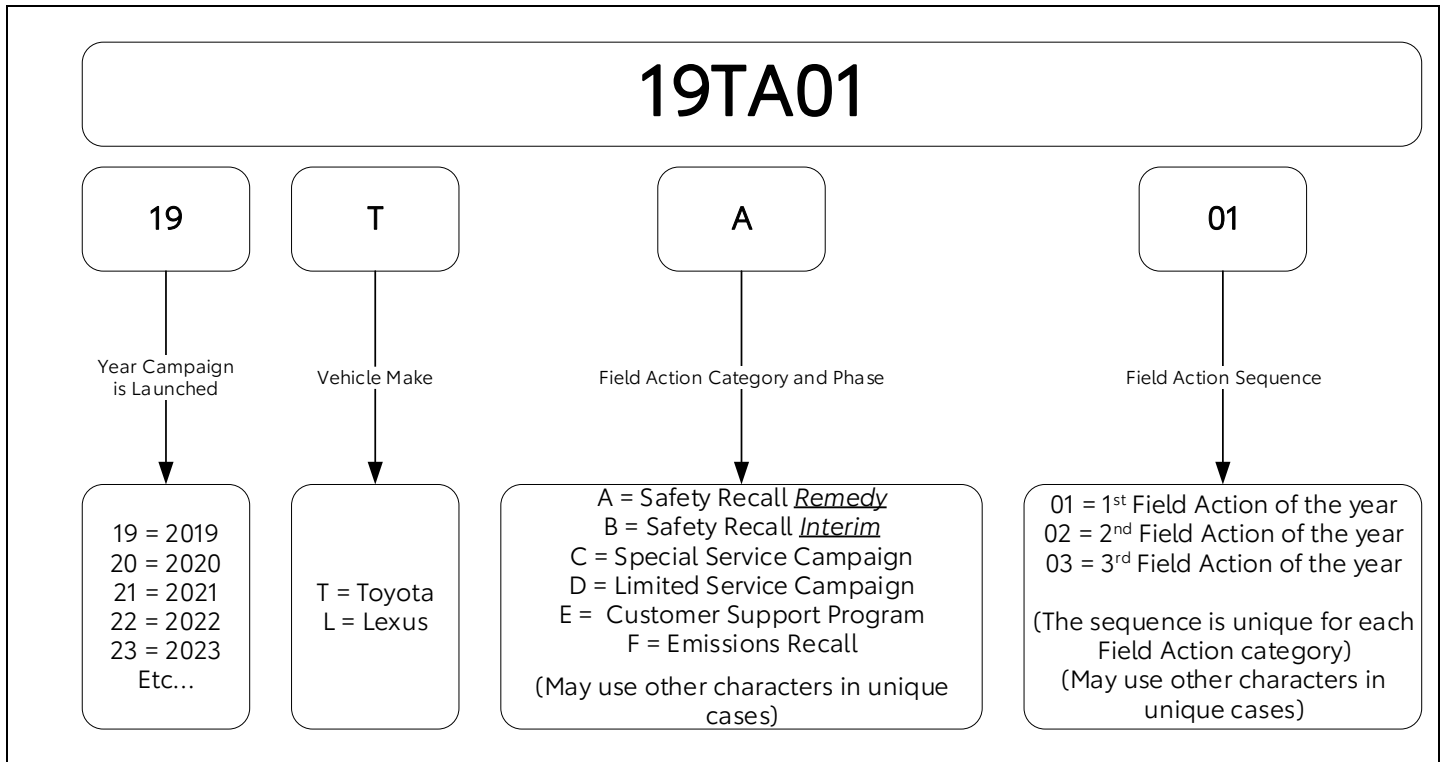 19TA01
19
T
A
01
Year Campaign
is Launched
Vehicle Make
Field Action Category and Phase
Field Action Sequence
19 = 2019
20 = 2020
21 = 2021
22 = 2022
23 = 2023
Etc...
T = Toyota
L = Lexus
A = Safety Recall Remedy
B = Safety Recall Interim
C = Special Service Campaign
D = Limited Service Campaign
E =  Customer Support Program
F = Emissions Recall
(May use other characters in unique
cases)
01 = 1st Field Action of the year
02 = 2nd Field Action of the year
03 = 3rd Field Action of the year
(The sequence is unique for each
Field Action category)
(May use other characters in
unique cases)